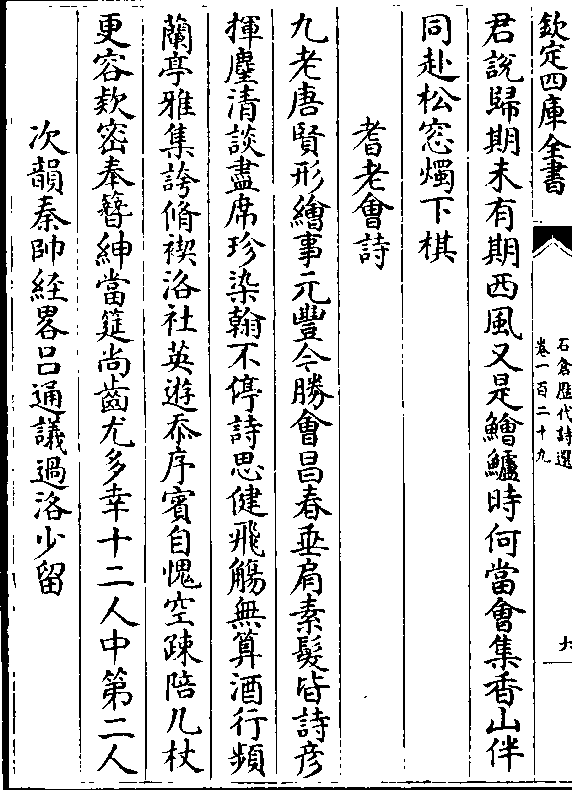 欽定四庫全書
石倉歴代詩選
卷一百二十九
六
君說歸期未有期西風又是鱠鱸時何當會集香山伴
同赴松窓燭下棋
耆老會詩
九老唐賢形繪事元豐今勝會昌春垂肩素髮皆詩彦
揮麈清談盡席珍染翰不停詩思健飛觴無算酒行頻
蘭亭雅集誇脩禊洛社英遊忝序賓自愧空疎陪几杖
更容欵密奉簪紳當筵尚齒尤多幸十二人中第二人
次韻秦帥經畧吕通議過洛少留